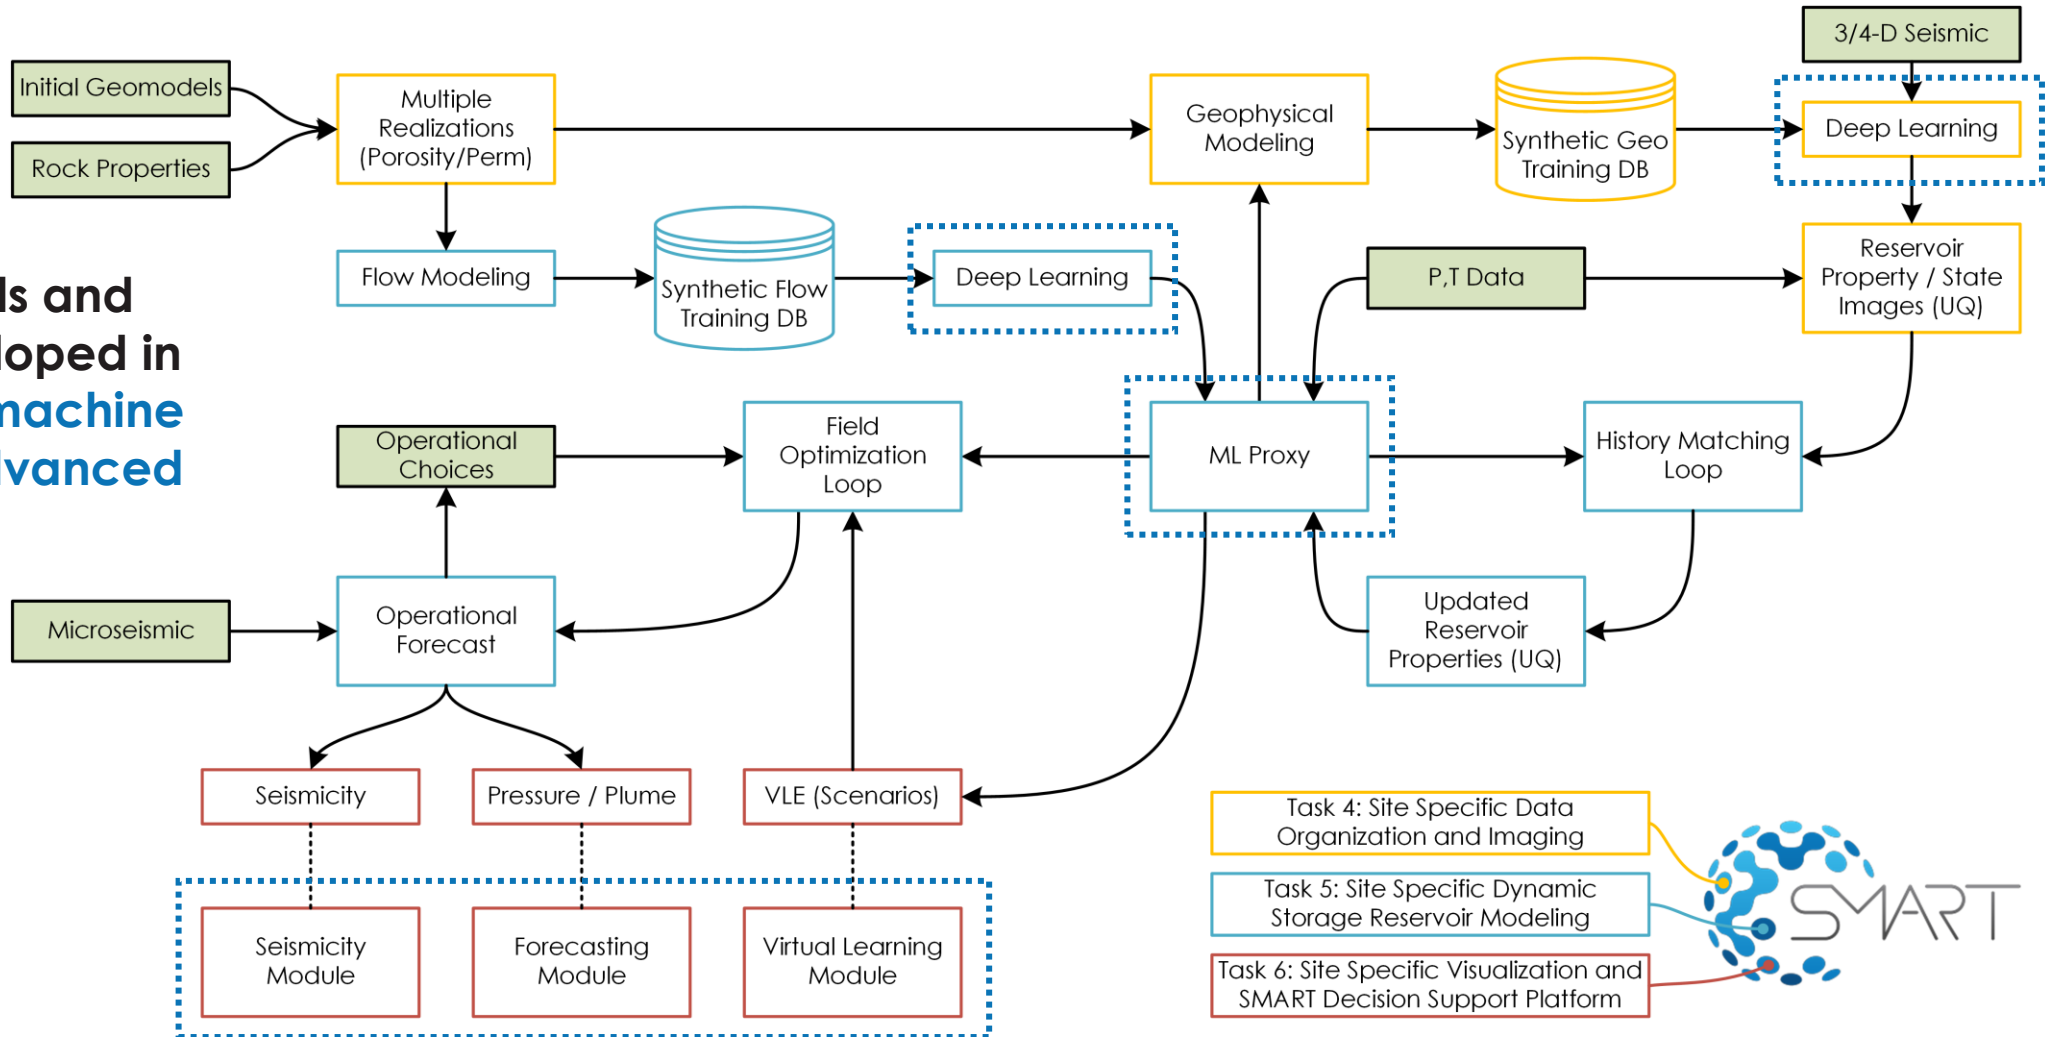 3/4-D Seismic
Initial Geomodels
Rock Properties
Multiple
Realizations
(Porosity/Perm)
Geophysical
Modeling
Synthetic Geo
Training DB
Deep Learning
Flow Modeling
Synthetic Flow
Training DB
Deep Learning
P,T Data
Reservoir
Property / State
Images (UQ)
ls and
loped in
machine
dvanced
Operational
Choices
Field
Optimization
Loop
ML Proxy
History Matching
Loop
Microseismic
Operational
Forecast
Updated
Reservoir
Properties (UQ)
Seismicity
Pressure / Plume
VLE (Scenarios)
Seismicity
Module
Forecasting
Module
Virtual Learning
Module
Task 4: Site Specific Data
Organization and Imaging
Task 5: Site Specific Dynamic
Storage Reservoir Modeling
Task 6: Site Specific Visualization and
SMART Decision Support Platform
SMART